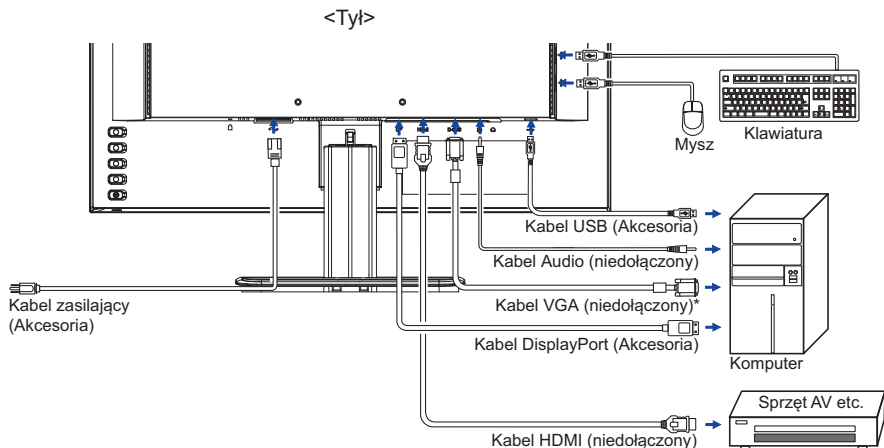 <Tył>
Mysz
Klawiatura
Kabel USB (Akcesoria)
Kabel Audio (niedołączony)
Kabel zasilający
(Akcesoria)
Kabel VGA (niedołączony)*
Kabel DisplayPort (Akcesoria)
Komputer
Sprzęt AV etc.
Kabel HDMI (niedołączony)